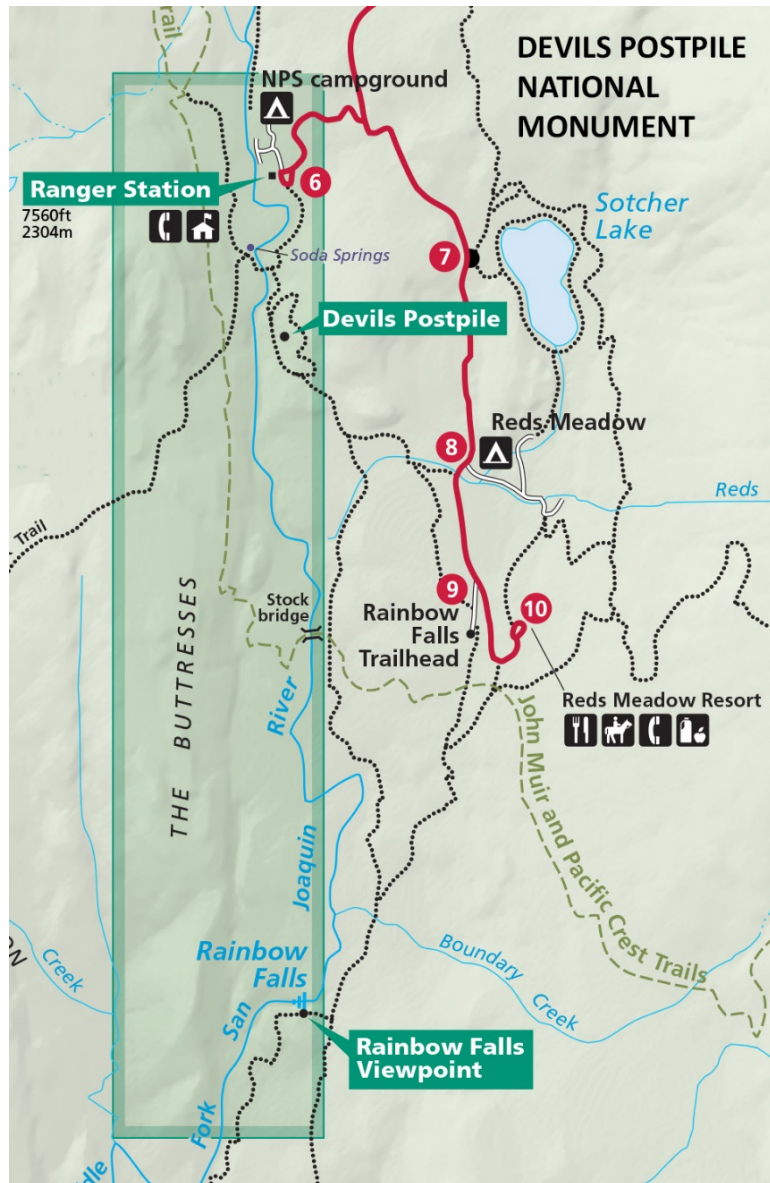 DEVILS POSTPILE
NATIONAL
MONUMENT
Trail
NPS campground
6
Ranger Station
7560ft
2304m
Soda Springs
Sotcher
Lake
7
Devils Postpile
8
Reds Meadow
Reds
Trail
Stock
bridge
9
10
Rainbow
Falls
Trailhead
THE BUTTRESSES
River
Reds Meadow Resort
John Muir and Pacific Crest Trails
Joaquin
Boundary
Creek
Rainbow
Falls
Creek
ON
San
Rainbow Falls
Viewpoint
Fork
dle